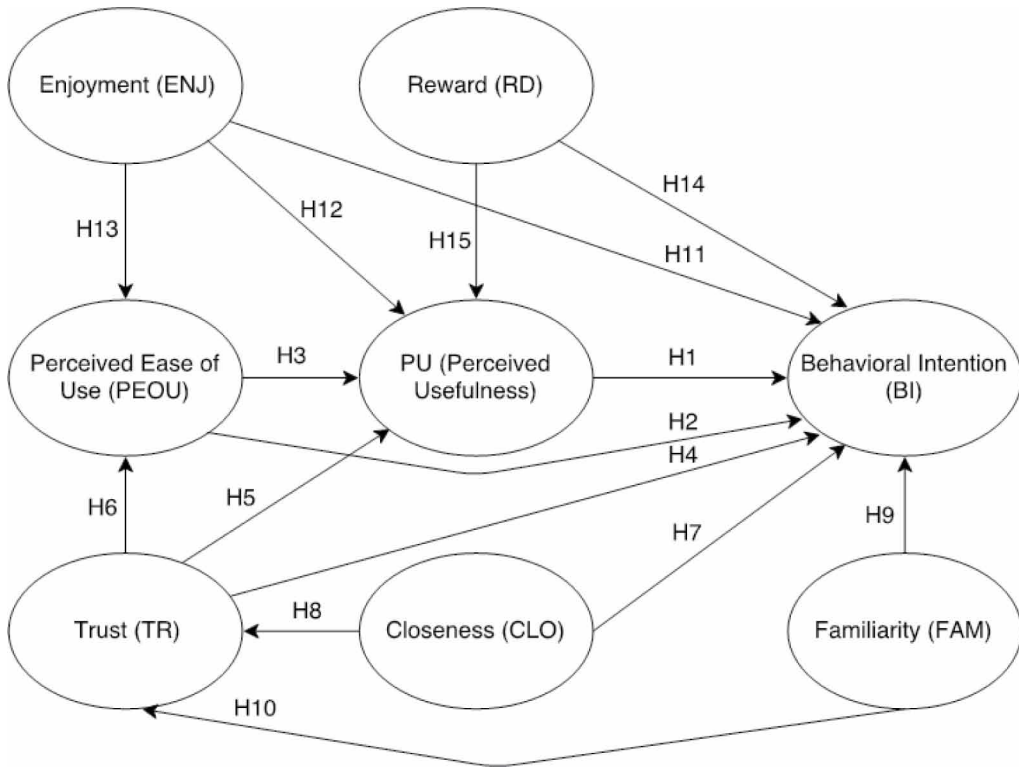 Enjoyment (ENJ)
Reward (RD)
H13
H12
H15
H14
H11
Perceived Ease of
Use (PEOU)
H3
PU (Perceived
Usefulness)
H1
Behavioral Intention
(BI)
H2
H4
H6
H5
H7
H9
Trust (TR)
H8
Closeness (CLO)
Familiarity (FAM)
H10